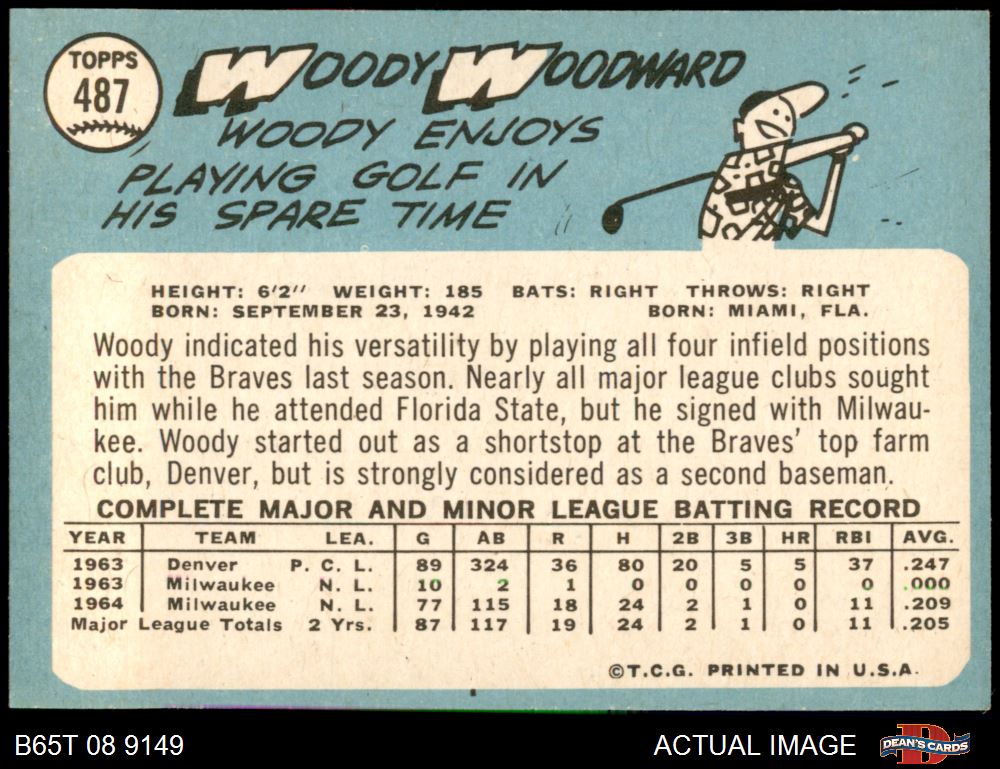 TOPPS
487
WOODY WOODWARD
WOODY ENJOYS
PLAYING GOLF IN
HIS SPARE TIME
HEIGHT: 6'2" WEIGHT: 185 BATS: RIGHT THROWS: RIGHT
BORN: SEPTEMBER 23, 1942 BORN: MIAMI, FLA.
Woody indicated his versatility by playing all four infield positions
with the Braves last season. Nearly all major league clubs sought
him while he attended Florida State, but he signed with Milwau-
kee. Woody started out as a shortstop at the Braves' top farm
club, Denver, but is strongly considered as a second baseman.
COMPLETE MAJOR AND MINOR LEAGUE BATTING RECORD
YEAR TEAM LEA. G AB R H 2B 3B HR RBI AVG.
1963 Denver P. C. L. 89 324 36 80 20 5 5 37 .247
1963 Milwaukee N. L. 10 2 1 0 0 0 0 0 .000
1964 Milwaukee N. L. 77 115 18 24 2 1 0 11 .209
Major League Totals 2 Yrs. 87 117 19 24 2 1 0 11 .205
©T.C.G. PRINTED IN U.S.A.
B65T 08 9149 ACTUAL IMAGE DEAN'S CARDS